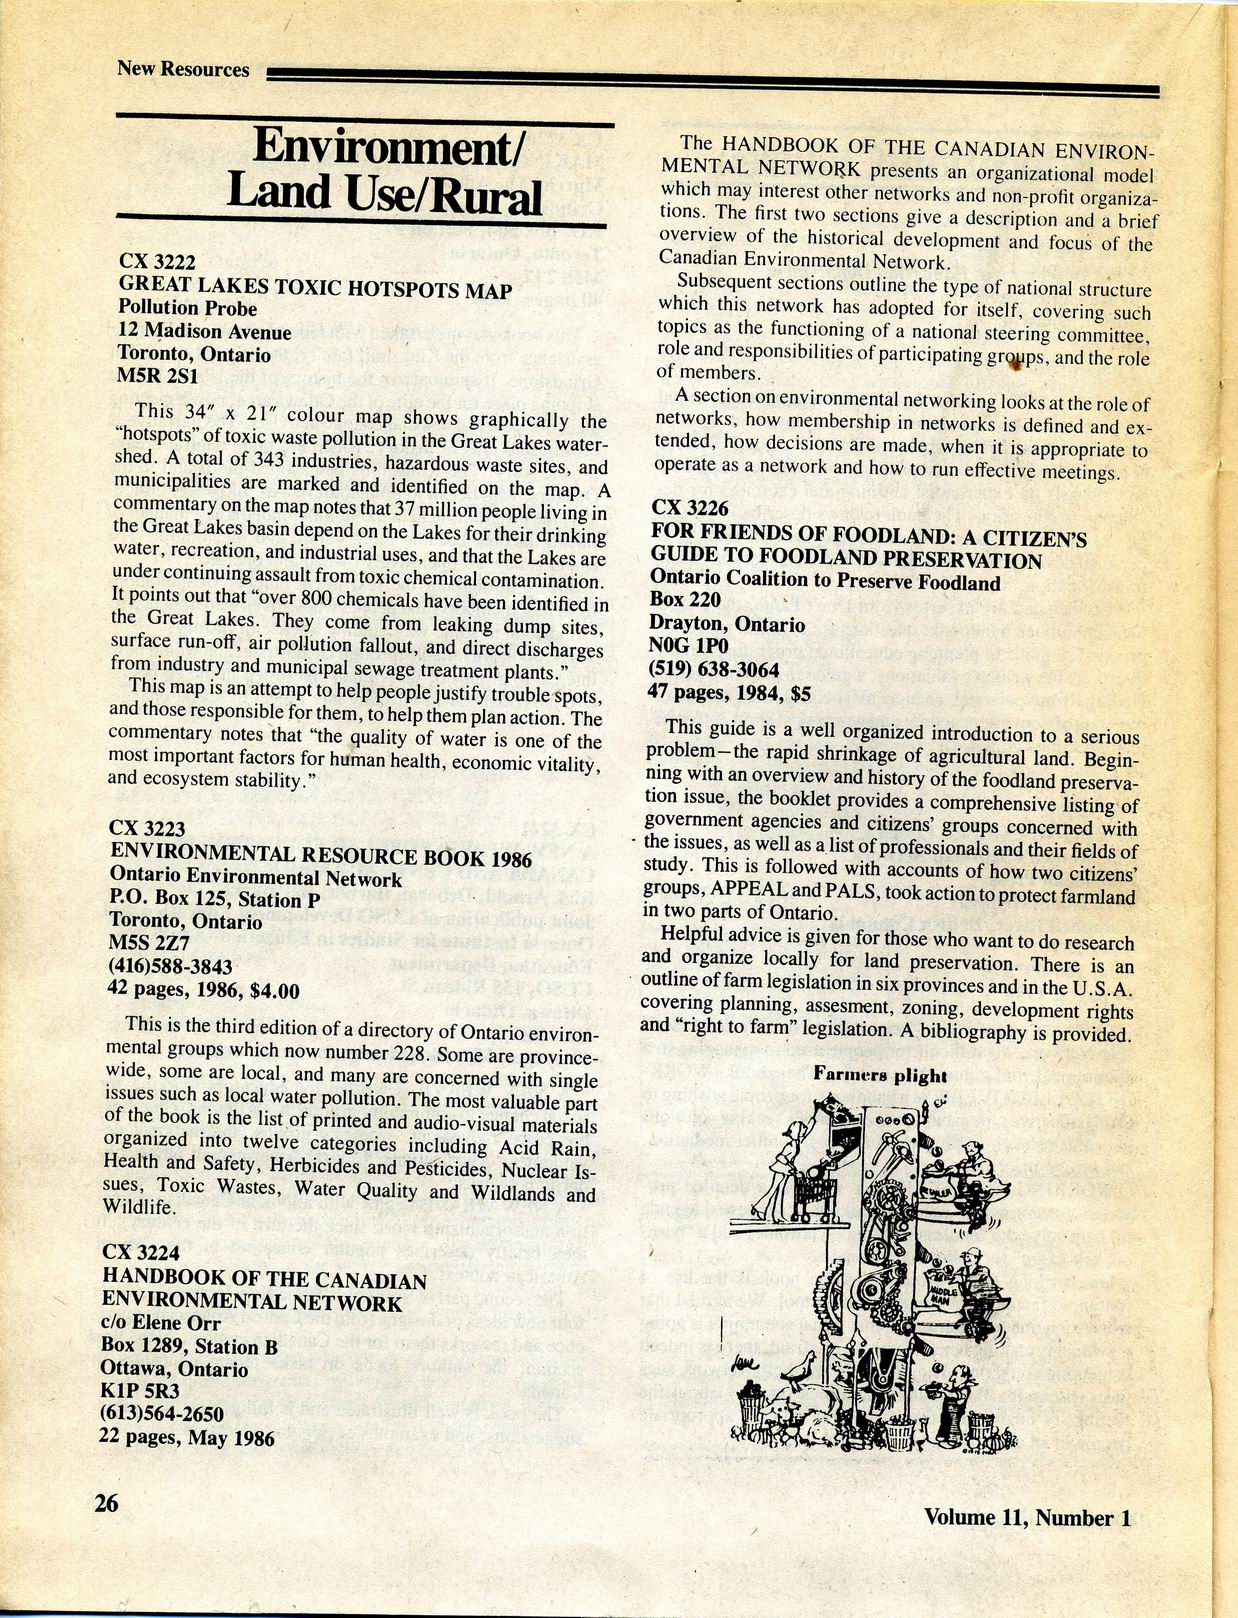 New Resources
Environment/
Land Use/Rural
CX 3222
GREAT LAKES TOXIC HOTSPOTS MAP
Pollution Probe
12 Madison Avenue
Toronto, Ontario
M5R 2S1
This 34″ x 21″ colour map shows graphically the
“hotspots” of toxic waste pollution in the Great Lakes water-
shed. A total of 343 industries, hazardous waste sites, and
municipalities are marked and identified on the map. A
commentary on the map notes that 37 million people living in
the Great Lakes basin depend on the Lakes for their drinking
water, recreation, and industrial uses, and that the Lakes are
under continuing assault from toxic chemical contamination.
It points out that “over 800 chemicals have been identified in
the Great Lakes. They come from leaking dump sites,
surface run-off, air pollution fallout, and direct discharges
from industry and municipal sewage treatment plants.”
This map is an attempt to help people justify trouble spots,
and those responsible for them, to help them plan action. The
commentary notes that “the quality of water is one of the
most important factors for human health, economic vitality,
and ecosystem stability.”
CX 3223
ENVIRONMENTAL RESOURCE BOOK 1986
Ontario Environmental Network
P.O. Box 125, Station P
Toronto, Ontario
M5S 2Z7
(416)588-3843
42 pages, 1986, $4.00
This is the third edition of a directory of Ontario environ-
mental groups which now number 228. Some are province-
wide, some are local, and many are concerned with single
issues such as local water pollution. The most valuable part
of the book is the list of printed and audio-visual materials
organized into twelve categories including Acid Rain,
Health and Safety, Herbicides and Pesticides, Nuclear Is-
sues, Toxic Wastes, Water Quality and Wildlands and
Wildlife.
CX 3224
HANDBOOK OF THE CANADIAN
ENVIRONMENTAL NETWORK
c/o Elene Orr
Box 1289, Station B
Ottawa, Ontario
K1P 5R3
(613)564-2650
22 pages, May 1986
The HANDBOOK OF THE CANADIAN ENVIRON-
MENTAL NETWORK presents an organizational model
which may interest other networks and non-profit organiza-
tions. The first two sections give a description and a brief
overview of the historical development and focus of the
Canadian Environmental Network.
Subsequent sections outline the type of national structure
which this network has adopted for itself, covering such
topics as the functioning of a national steering committee,
role and responsibilities of participating groups, and the role
of members.
A section on environmental networking looks at the role of
networks, how membership in networks is defined and ex-
tended, how decisions are made, when it is appropriate to
operate as a network and how to run effective meetings.
CX 3226
FOR FRIENDS OF FOODLAND: A CITIZEN'S
GUIDE TO FOODLAND PRESERVATION
Ontario Coalition to Preserve Foodland
Box 220
Drayton, Ontario
N0G 1P0
(519) 638-3064
47 pages, 1984, $5
This guide is a well organized introduction to a serious
problem—the rapid shrinkage of agricultural land. Begin-
ning with an overview and history of the foodland preserva-
tion issue, the booklet provides a comprehensive listing of
government agencies and citizens' groups concerned with
the issues, as well as a list of professionals and their fields of
study. This is followed with accounts of how two citizens'
groups, APPEAL and PALS, took action to protect farmland
in two parts of Ontario.
Helpful advice is given for those who want to do research
and organize locally for land preservation. There is an
outline of farm legislation in six provinces and in the U.S.A.
covering planning, assesment, zoning, development rights
and “right to farm” legislation. A bibliography is provided.
Farmers plight
MIDDLE
MAN
26
Volume 11, Number 1